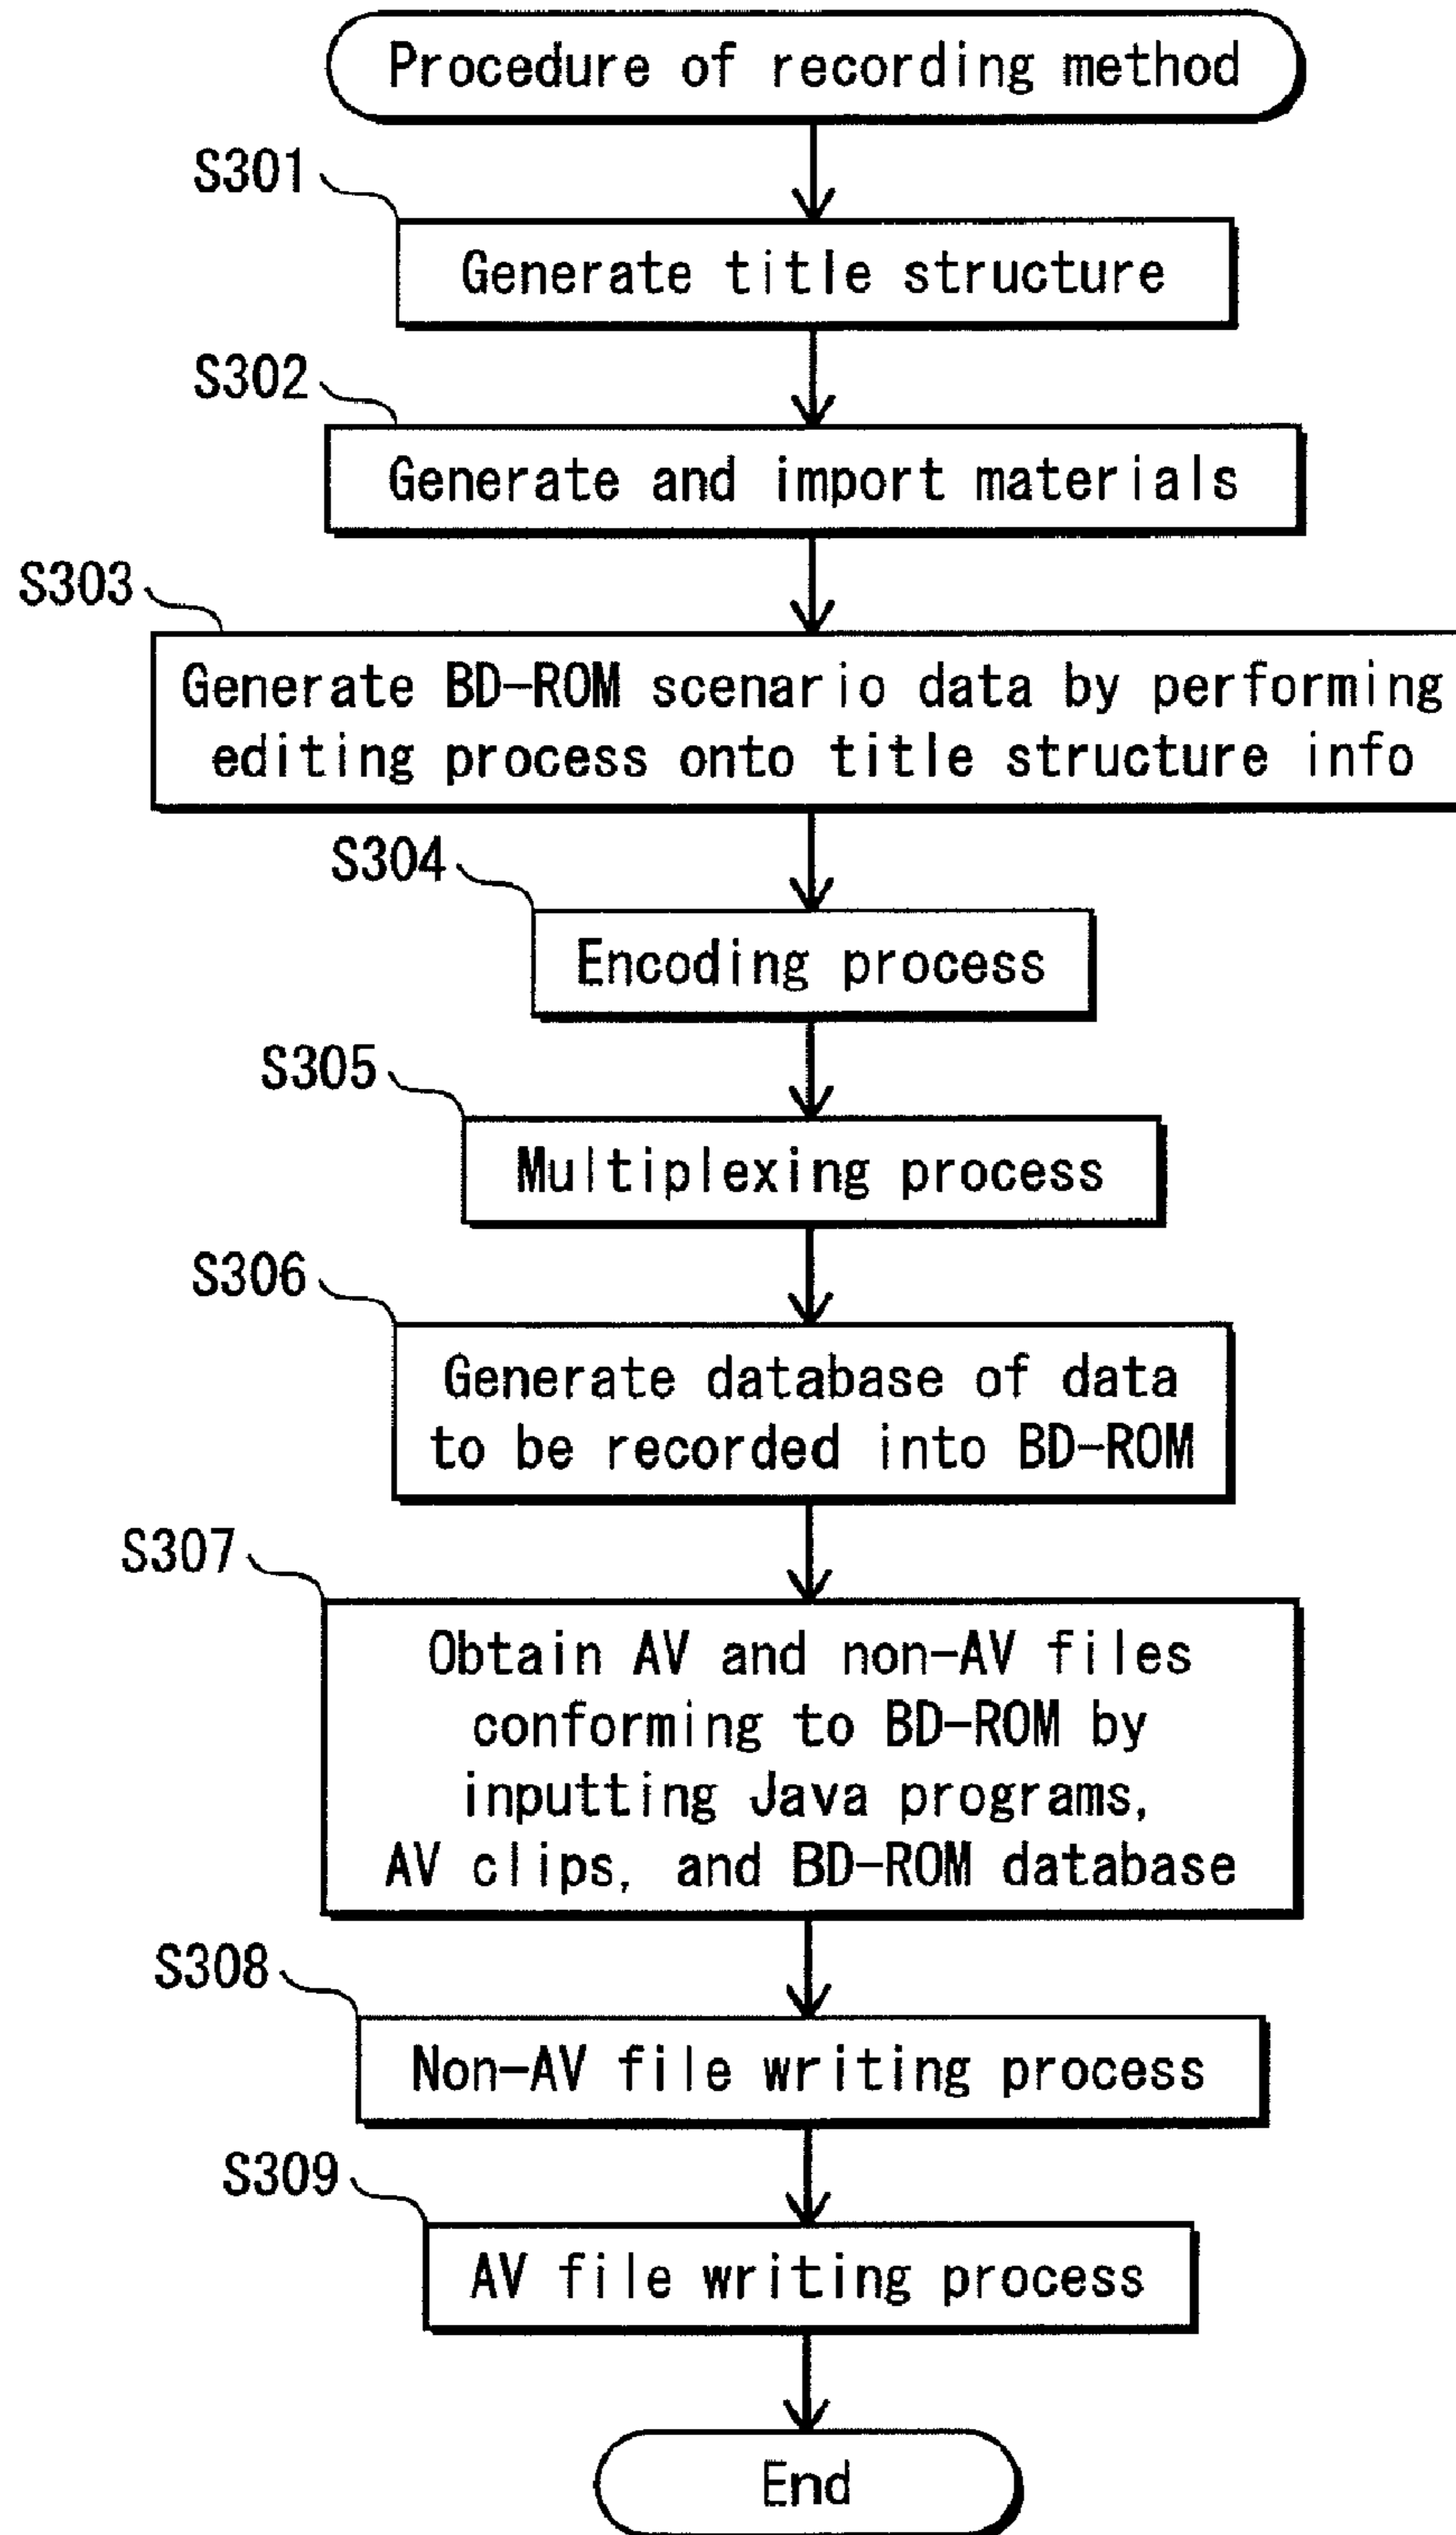 Procedure of recording method
S301
Generate title structure
S302
Generate and import materials
S303
Generate BD-ROM scenario data by performing
editing process onto title structure info
S304
Encoding process
S305
Multiplexing process
S306
Generate database of data
to be recorded into BD-ROM
S307
Obtain AV and non-AV files
conforming to BD-ROM by
inputting Java programs,
AV clips, and BD-ROM database
S308
Non-AV file writing process
S309
AV file writing process
End